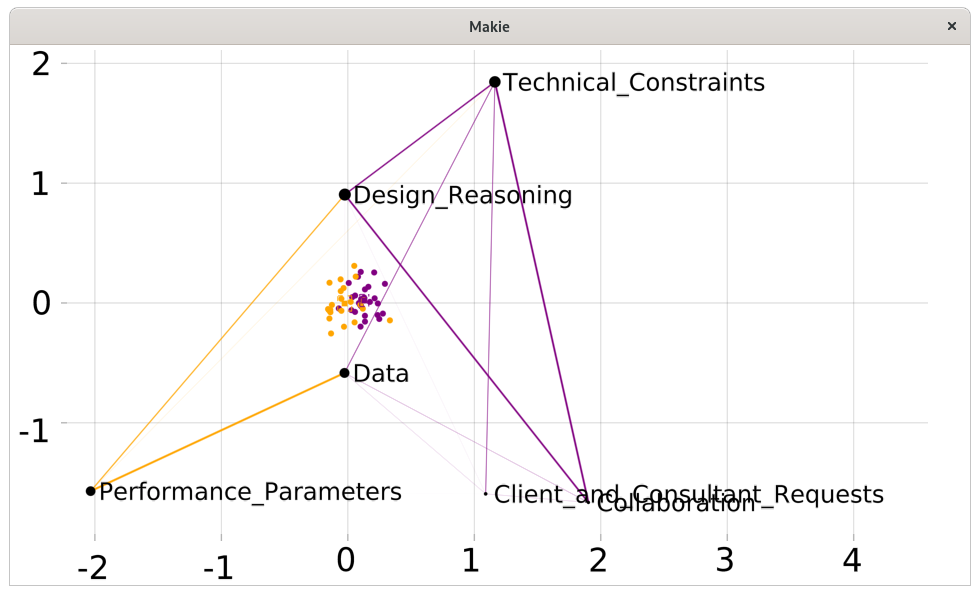 Makie
×
2
Technical_Constraints
1
Design_Reasoning
0
Data
-1
Performance_Parameters
Client_and_Consultant_Requests
Collaboration
-2 -1 0 1 2 3 4